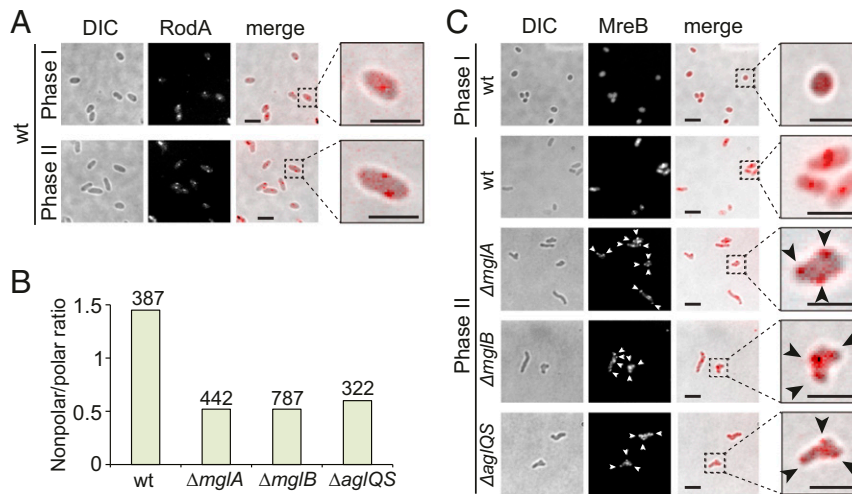 A
DIC RodA merge
wt
Phase I
Phase II
B
Nonpolar/polar ratio
1.5
1
0.5
0
387
442
787
322
wt ΔmglA ΔmglB ΔaglQS
C
DIC MreB merge
Phase I
wt
Phase II
wt
ΔmglA
ΔmglB
ΔaglQS